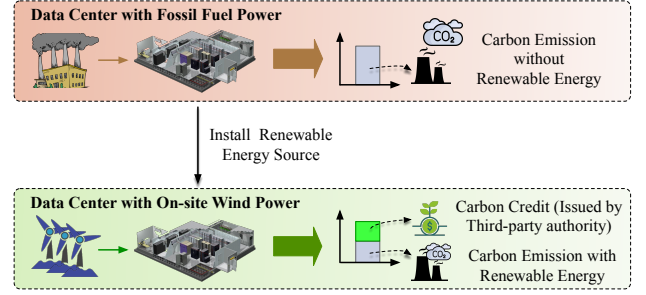 Data Center with Fossil Fuel Power
CO₂
Carbon Emission
without
Renewable Energy
Install Renewable
Energy Source
Data Center with On-site Wind Power
Carbon Credit (Issued by
Third-party authority)
$
CO₂
Carbon Emission with
Renewable Energy